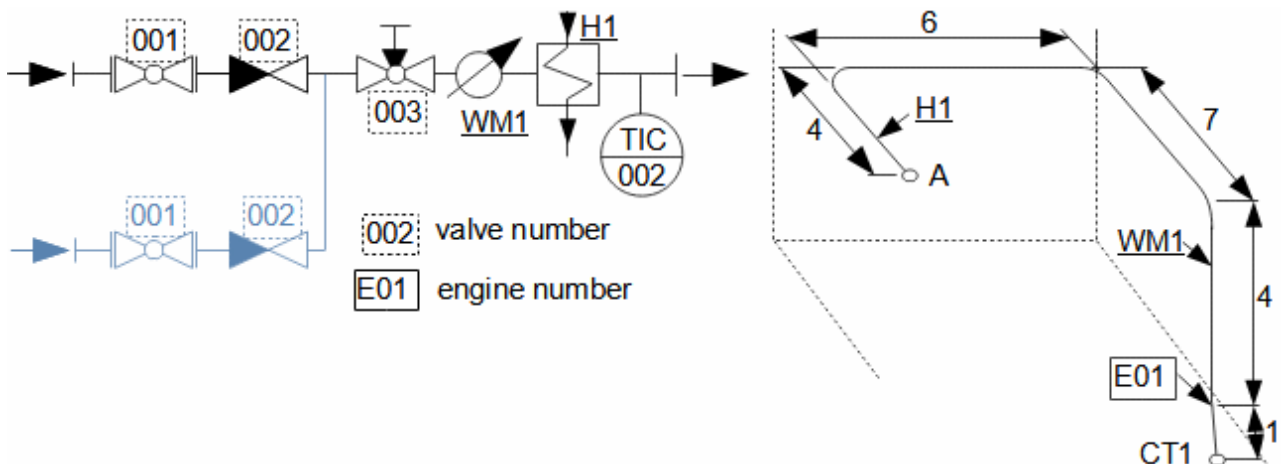 001
002
H1
003
WM1
TIC
002
001
002
002 valve number
E01 engine number
6
4
H1
A
7
WM1
4
E01
1
CT1